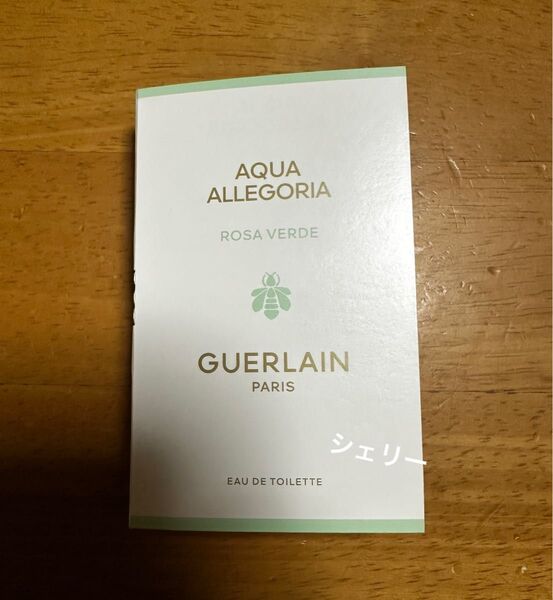 AQUA
ALLEGORIA
ROSA VERDE
GUERLAIN
PARIS
シェリー
EAU DE TOILETTE